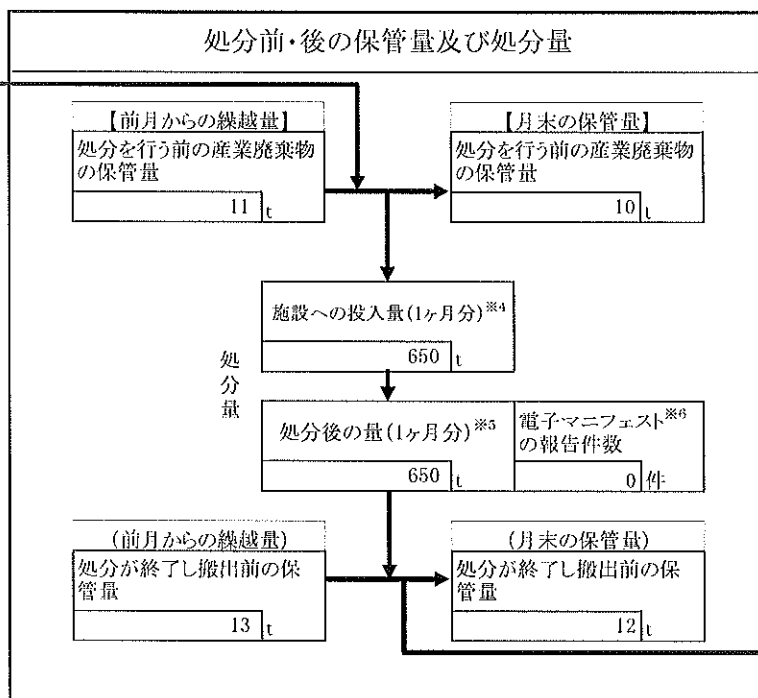 処分前・後の保管量及び処分量
【前月からの繰越量】
処分を行う前の産業廃棄物
の保管量
11 t
【月末の保管量】
処分を行う前の産業廃棄物
の保管量
10 t
施設への投入量(1ヶ月分)※4
650 t
処分量
処分後の量(1ヶ月分)※5
650 t
電子マニフェスト※6
の報告件数
0 件
(前月からの繰越量)
処分が終了し搬出前の保
管量
13 t
(月末の保管量)
処分が終了し搬出前の保
管量
12 t